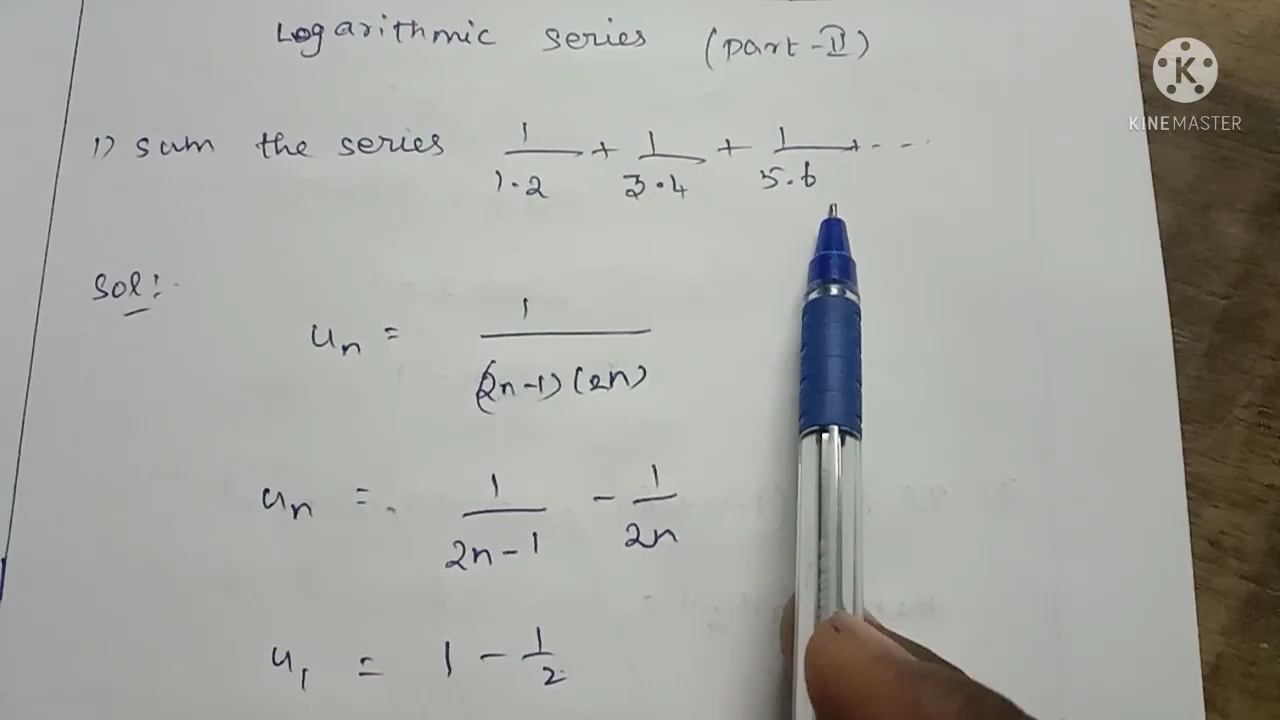 Logarithmic series (part-II)
K
KINEMASTER
1) sum the series 1/1.2 + 1/3.4 + 1/5.6 + ---
Sol:-
un = 1/(2n-1)(2n)
un = 1/2n-1 - 1/2n
u1 = 1 - 1/2